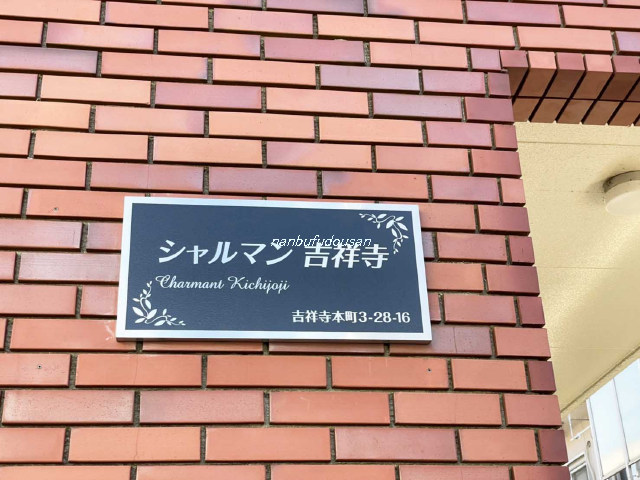 nanbufudousan
シャルマン 吉祥寺
Charmant Kichijoji
吉祥寺本町3-28-16